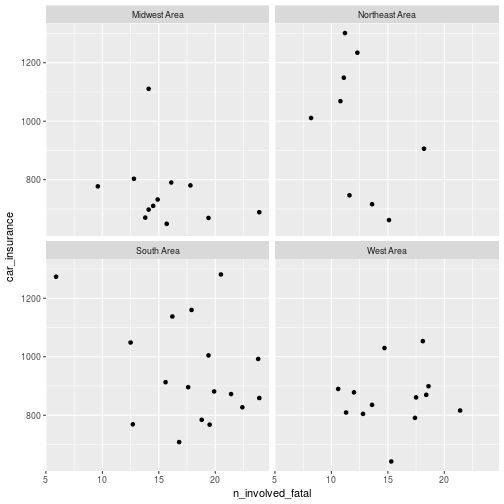 Midwest Area
Northeast Area
1200
1000
800
car_insurance
South Area
West Area
1200
1000
800
5
10
15
20
5
10
15
20
n_involved_fatal